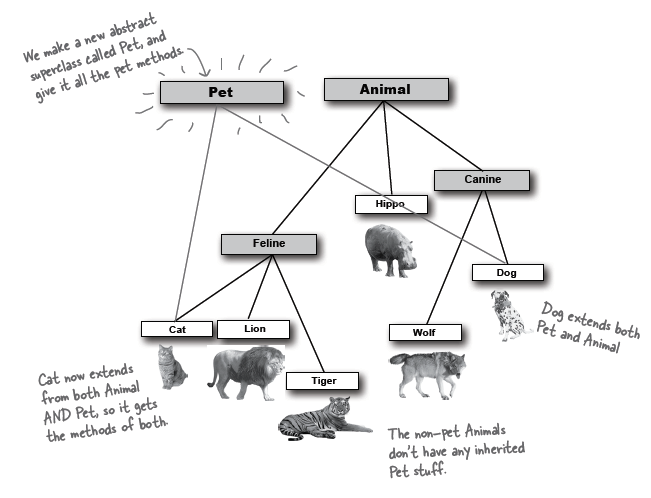 We make a new abstract
superclass called Pet, and
give it all the pet methods.
Pet
Animal
Canine
Hippo
Feline
Dog
Cat
Lion
Wolf
Tiger
Dog extends both
Pet and Animal
Cat now extends
from both Animal
AND Pet, so it gets
the methods of both.
The non-pet Animals
don't have any inherited
Pet stuff.